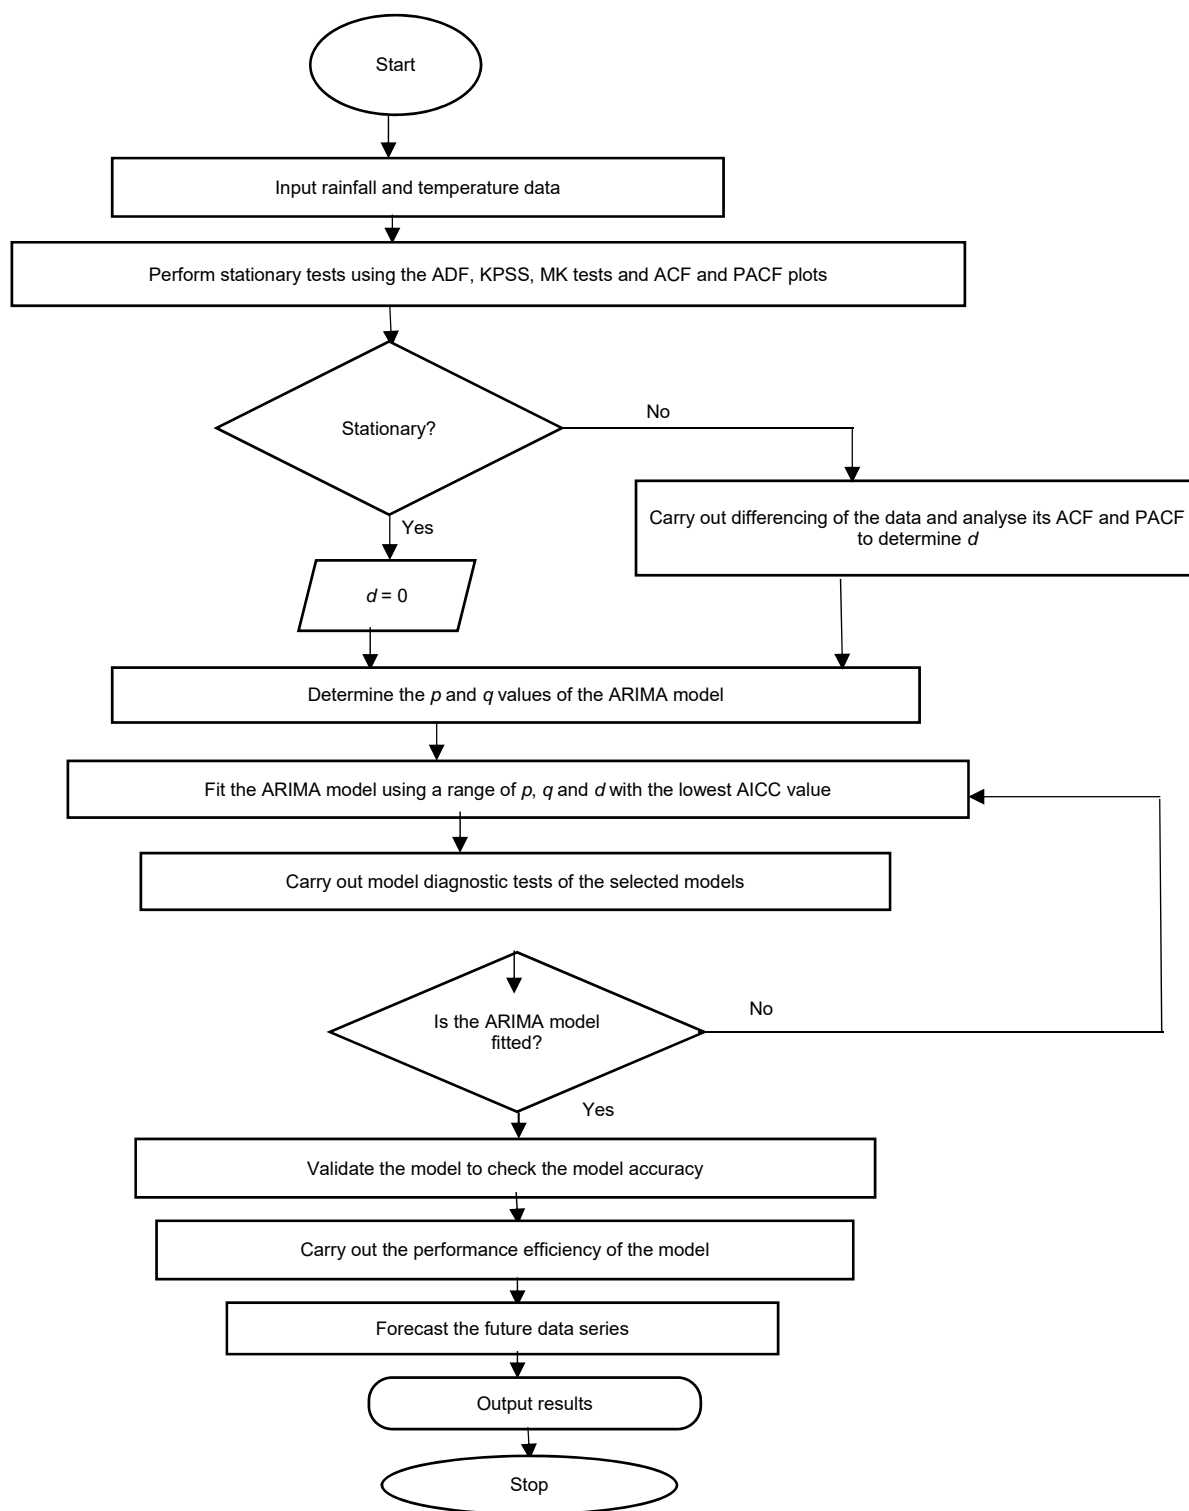 Start
Input rainfall and temperature data
Perform stationary tests using the ADF, KPSS, MK tests and ACF and PACF plots
Stationary?
No
Carry out differencing of the data and analyse its ACF and PACF
to determine d
Yes
d = 0
Determine the p and q values of the ARIMA model
Fit the ARIMA model using a range of p, q and d with the lowest AICC value
Carry out model diagnostic tests of the selected models
Is the ARIMA model
fitted?
No
Yes
Validate the model to check the model accuracy
Carry out the performance efficiency of the model
Forecast the future data series
Output results
Stop